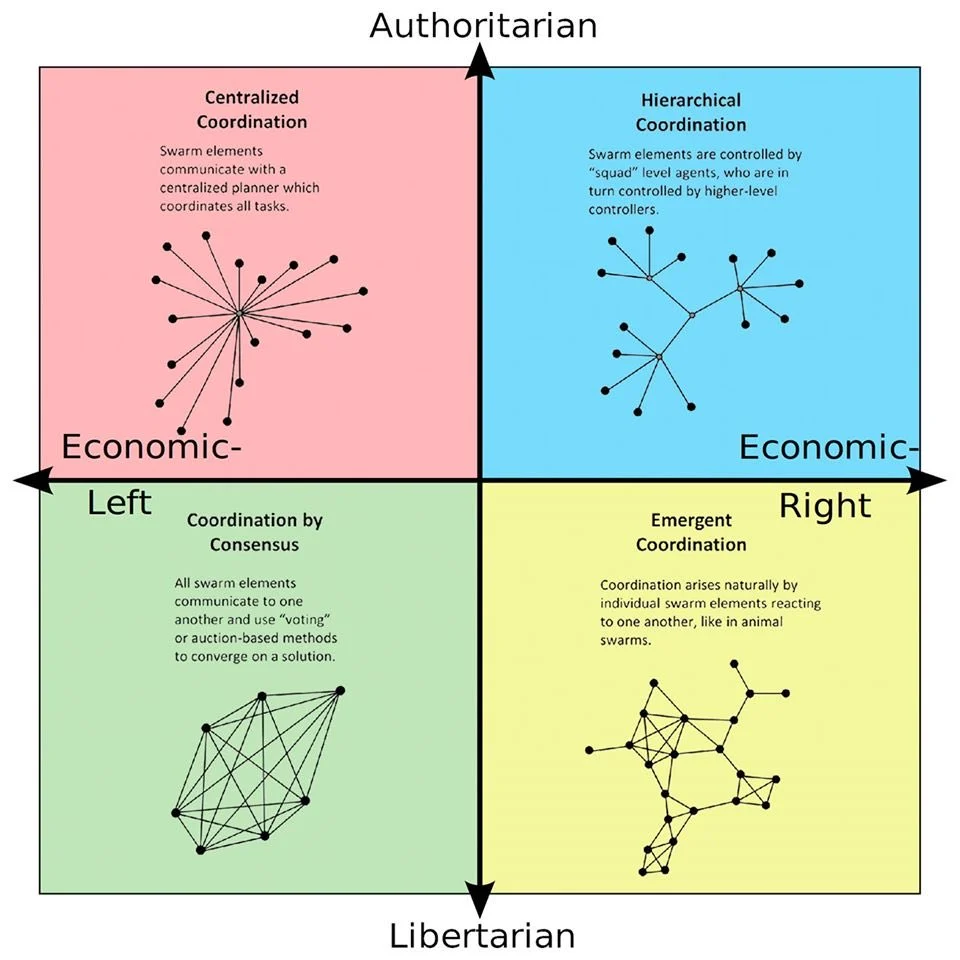 Authoritarian
Centralized
Coordination
Swarm elements
communicate with a
centralized planner which
coordinates all tasks.
Hierarchical
Coordination
Swarm elements are controlled by
“squad” level agents, who are in
turn controlled by higher-level
controllers.
Economic-
Left
Economic-
Right
Coordination by
Consensus
All swarm elements
communicate to one
another and use “voting”
or auction-based methods
to converge on a solution.
Emergent
Coordination
Coordination arises naturally by
individual swarm elements reacting
to one another, like in animal
swarms.
Libertarian